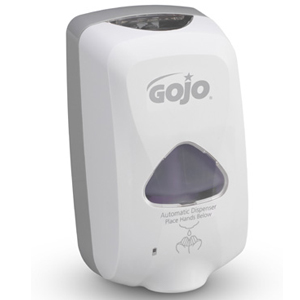 GOJO
Automatic Dispenser
Place Hands Below